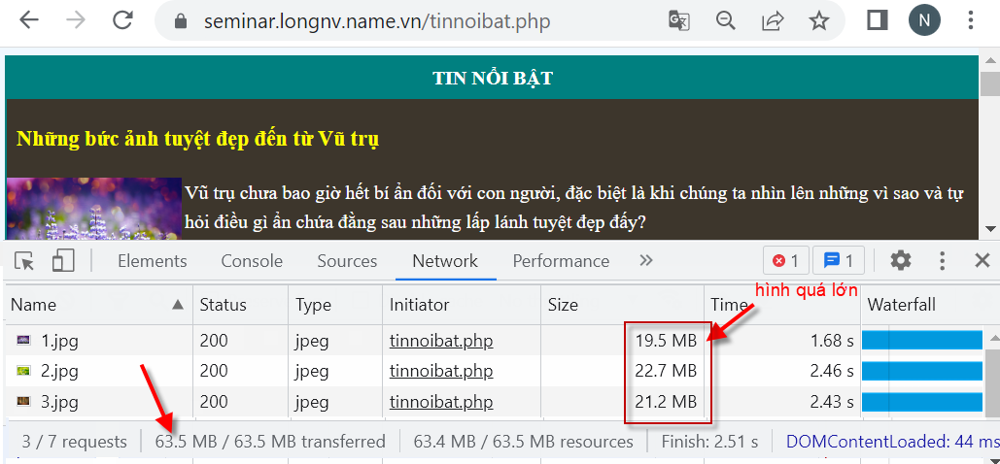 seminar.longnv.name.vn/tinnoibat.php
N
TIN NỔI BẬT
Những bức ảnh tuyệt đẹp đến từ Vũ trụ
Vũ trụ chưa bao giờ hết bí ẩn đối với con người, đặc biệt là khi chúng ta nhìn lên những vì sao và tự
hỏi điều gì ẩn chứa đằng sau những lấp lánh tuyệt đẹp đấy?
Elements Console Sources Network Performance » 1 1
hình quá lớn
Name Status Type Initiator Size Time Waterfall
1.jpg 200 jpeg tinnoibat.php 19.5 MB 1.68 s
2.jpg 200 jpeg tinnoibat.php 22.7 MB 2.46 s
3.jpg 200 jpeg tinnoibat.php 21.2 MB 2.43 s
3 / 7 requests 63.5 MB / 63.5 MB transferred 63.4 MB / 63.5 MB resources Finish: 2.51 s DOMContentLoaded: 44 ms